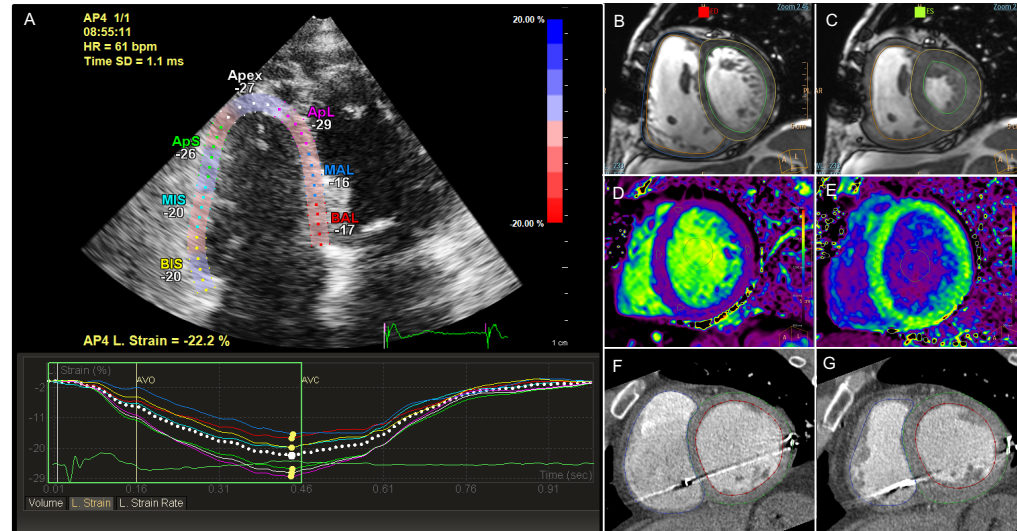 A
AP4 1/1
08:55:11
HR = 61 bpm
Time SD = 1.1 ms
20.00 %
Apex
-27
ApL
-29
ApS
-26
MAL
-16
MIS
-20
-20.00 %
BAL
-17
BIS
-20
AP4 L. Strain = -22.2 %
1 cm
Strain (%)
AVO
AVC
-2
-11
-20
-29
Time (sec)
0.01
0.16
0.31
0.46
0.61
0.76
0.91
Volume
L. Strain
L. Strain Rate
B
ED
C
ES
D
E
F
G